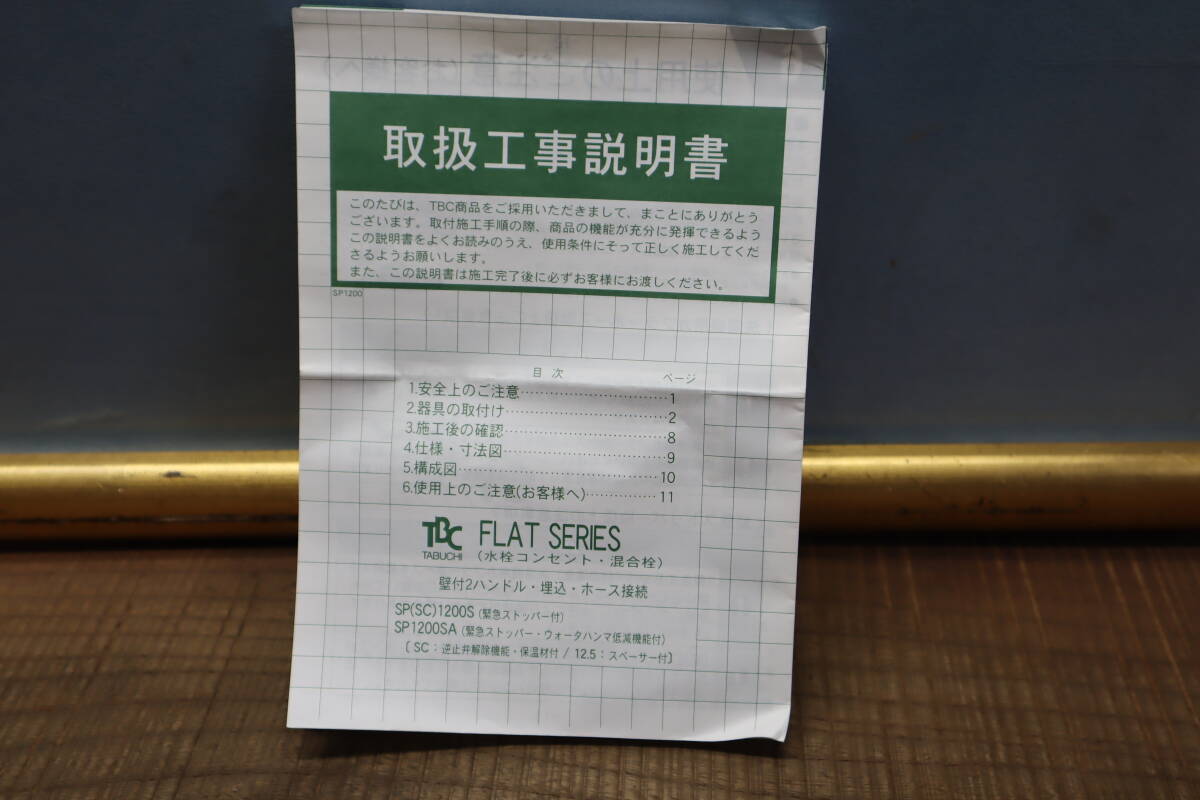 取扱工事説明書
このたびは、TBC商品をご採用いただきまして、まことにありがとう
ございます。取付施工手順の際、商品の機能が充分に発揮できるよう
この説明書をよくお読みのうえ、使用条件にそって正しく施工してくだ
さるようお願いします。
また、この説明書は施工完了後に必ずお客様にお渡しください。
SP1200
目 次 ページ
1.安全上のご注意…………………………1
2.器具の取付け……………………………2
3.施工後の確認……………………………8
4.仕様・寸法図……………………………9
5.構成図……………………………………10
6.使用上のご注意(お客様へ)……………11
TBC FLAT SERIES
TABUCHI (水栓コンセント・混合栓)
壁付2ハンドル・埋込・ホース接続
SP(SC)1200S (緊急ストッパー付)
SP1200SA (緊急ストッパー・ウォータハンマ低減機能付)
〔 SC：逆止弁解除機能・保温材付 / 12.5：スペーサー付〕